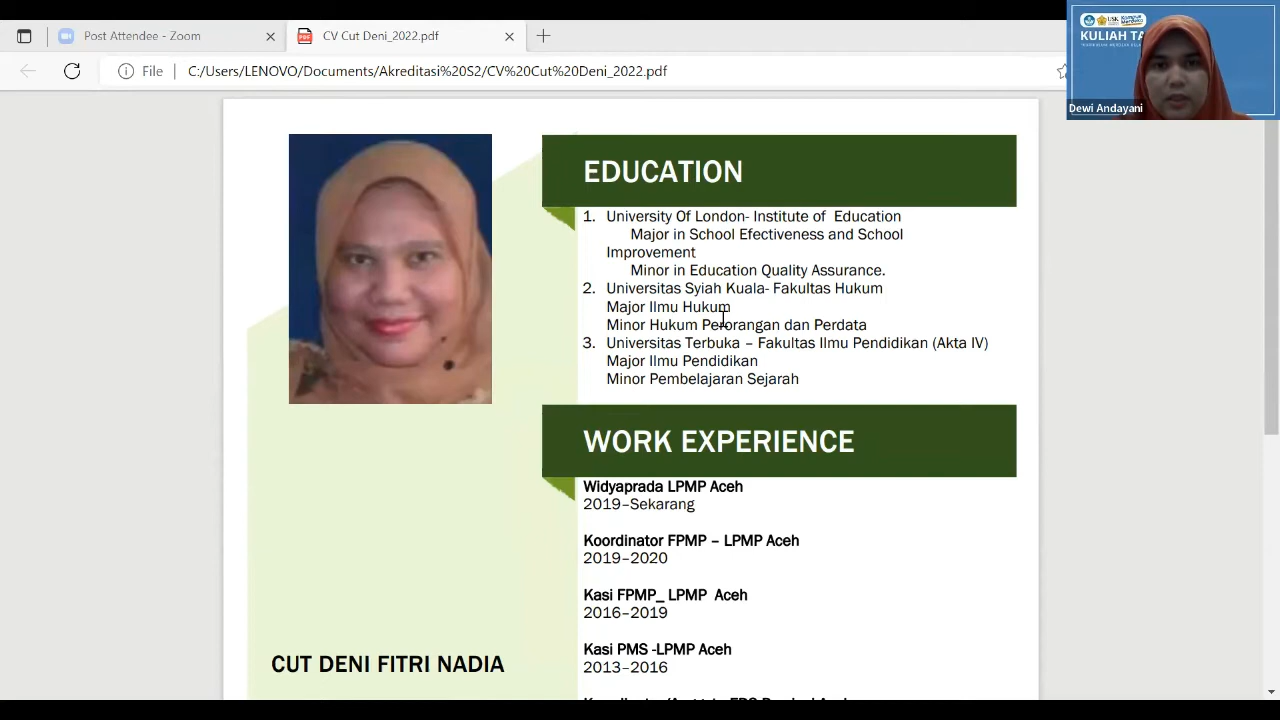 Post Attendee - Zoom
CV Cut Deni_2022.pdf
File
C:/Users/LENOVO/Documents/Akreditasi%20S2/CV%20Cut%20Deni_2022.pdf
USK
Kampus Merdeka
KULIAH TA
Dewi Andayani
EDUCATION
1. University Of London- Institute of Education
Major in School Efectiveness and School
Improvement
Minor in Education Quality Assurance.
2. Universitas Syiah Kuala- Fakultas Hukum
Major Ilmu Hukum
Minor Hukum Perorangan dan Perdata
3. Universitas Terbuka – Fakultas Ilmu Pendidikan (Akta IV)
Major Ilmu Pendidikan
Minor Pembelajaran Sejarah
WORK EXPERIENCE
Widyaprada LPMP Aceh
2019–Sekarang
Koordinator FPMP – LPMP Aceh
2019–2020
Kasi FPMP_ LPMP Aceh
2016–2019
Kasi PMS -LPMP Aceh
2013–2016
CUT DENI FITRI NADIA